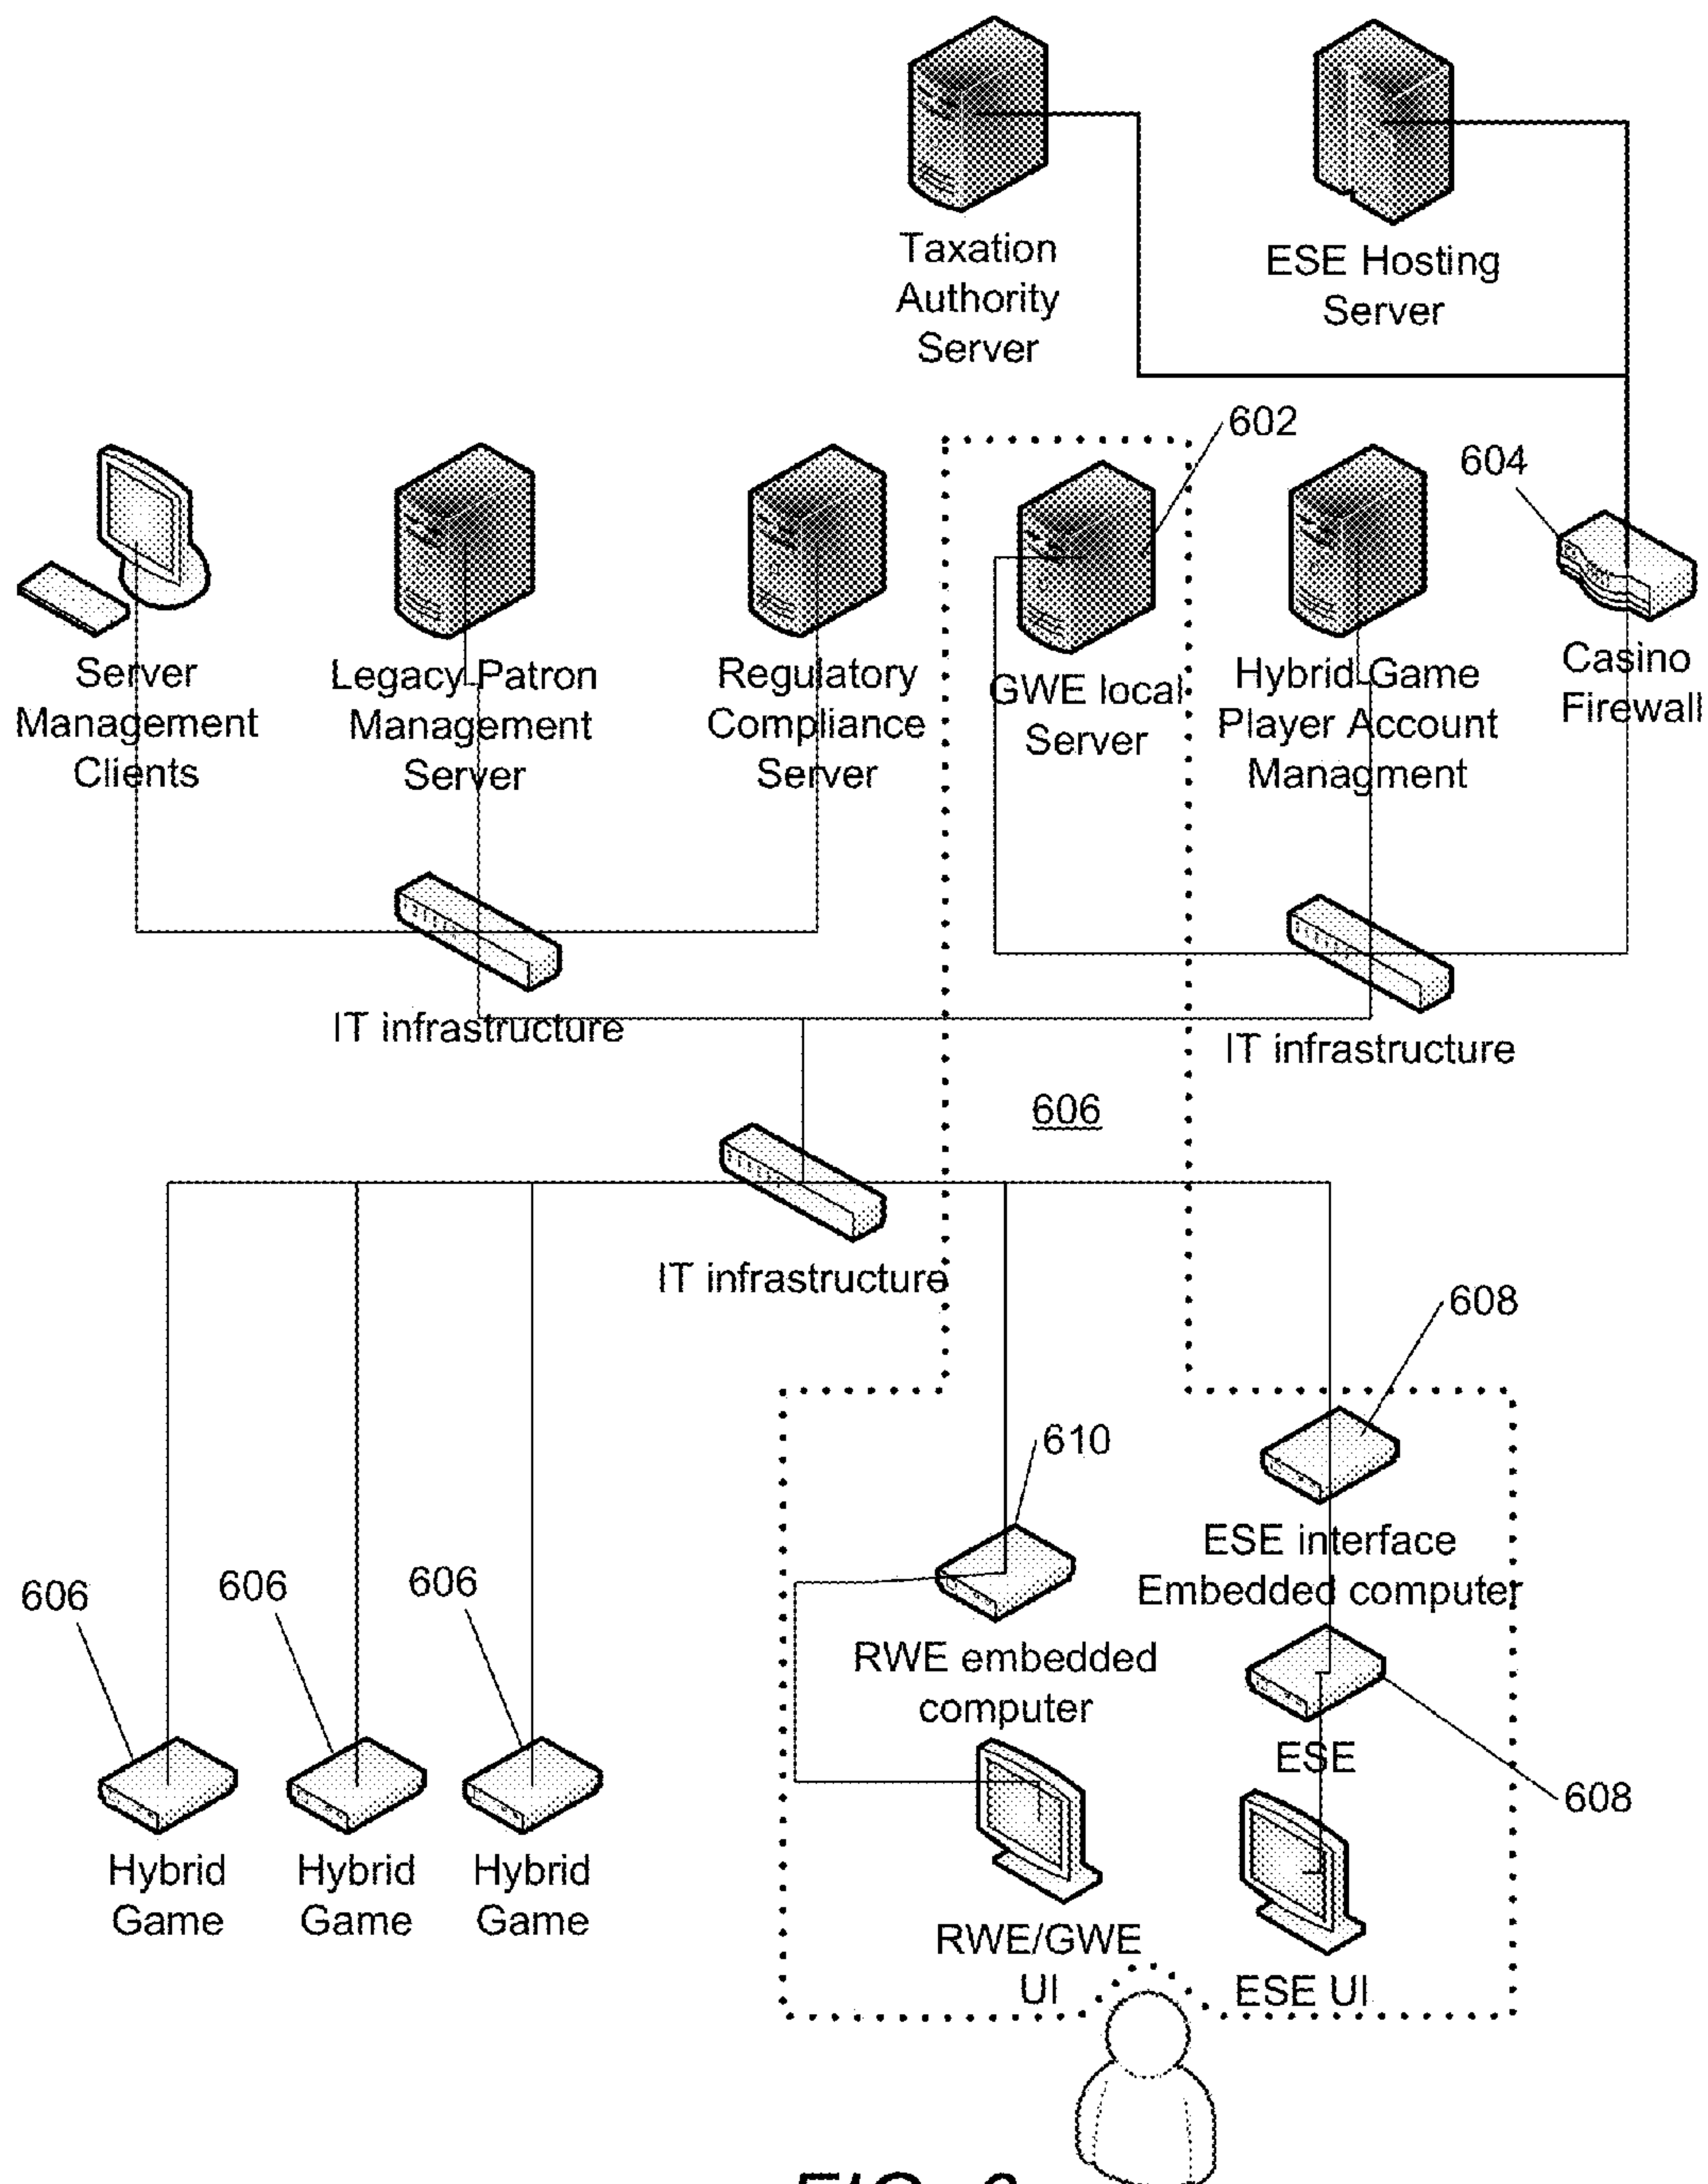 Taxation
Authority
Server
ESE Hosting
Server
602
604
Server
Management
Clients
Legacy Patron
Management
Server
Regulatory
Compliance
Server
GWE local
Server
Hybrid Game
Player Account
Managment
Casino
Firewall
IT infrastructure
IT infrastructure
606
IT infrastructure
608
610
ESE interface
Embedded computer
606
606
606
RWE embedded
computer
ESE
608
Hybrid
Game
Hybrid
Game
Hybrid
Game
RWE/GWE
UI
ESE UI